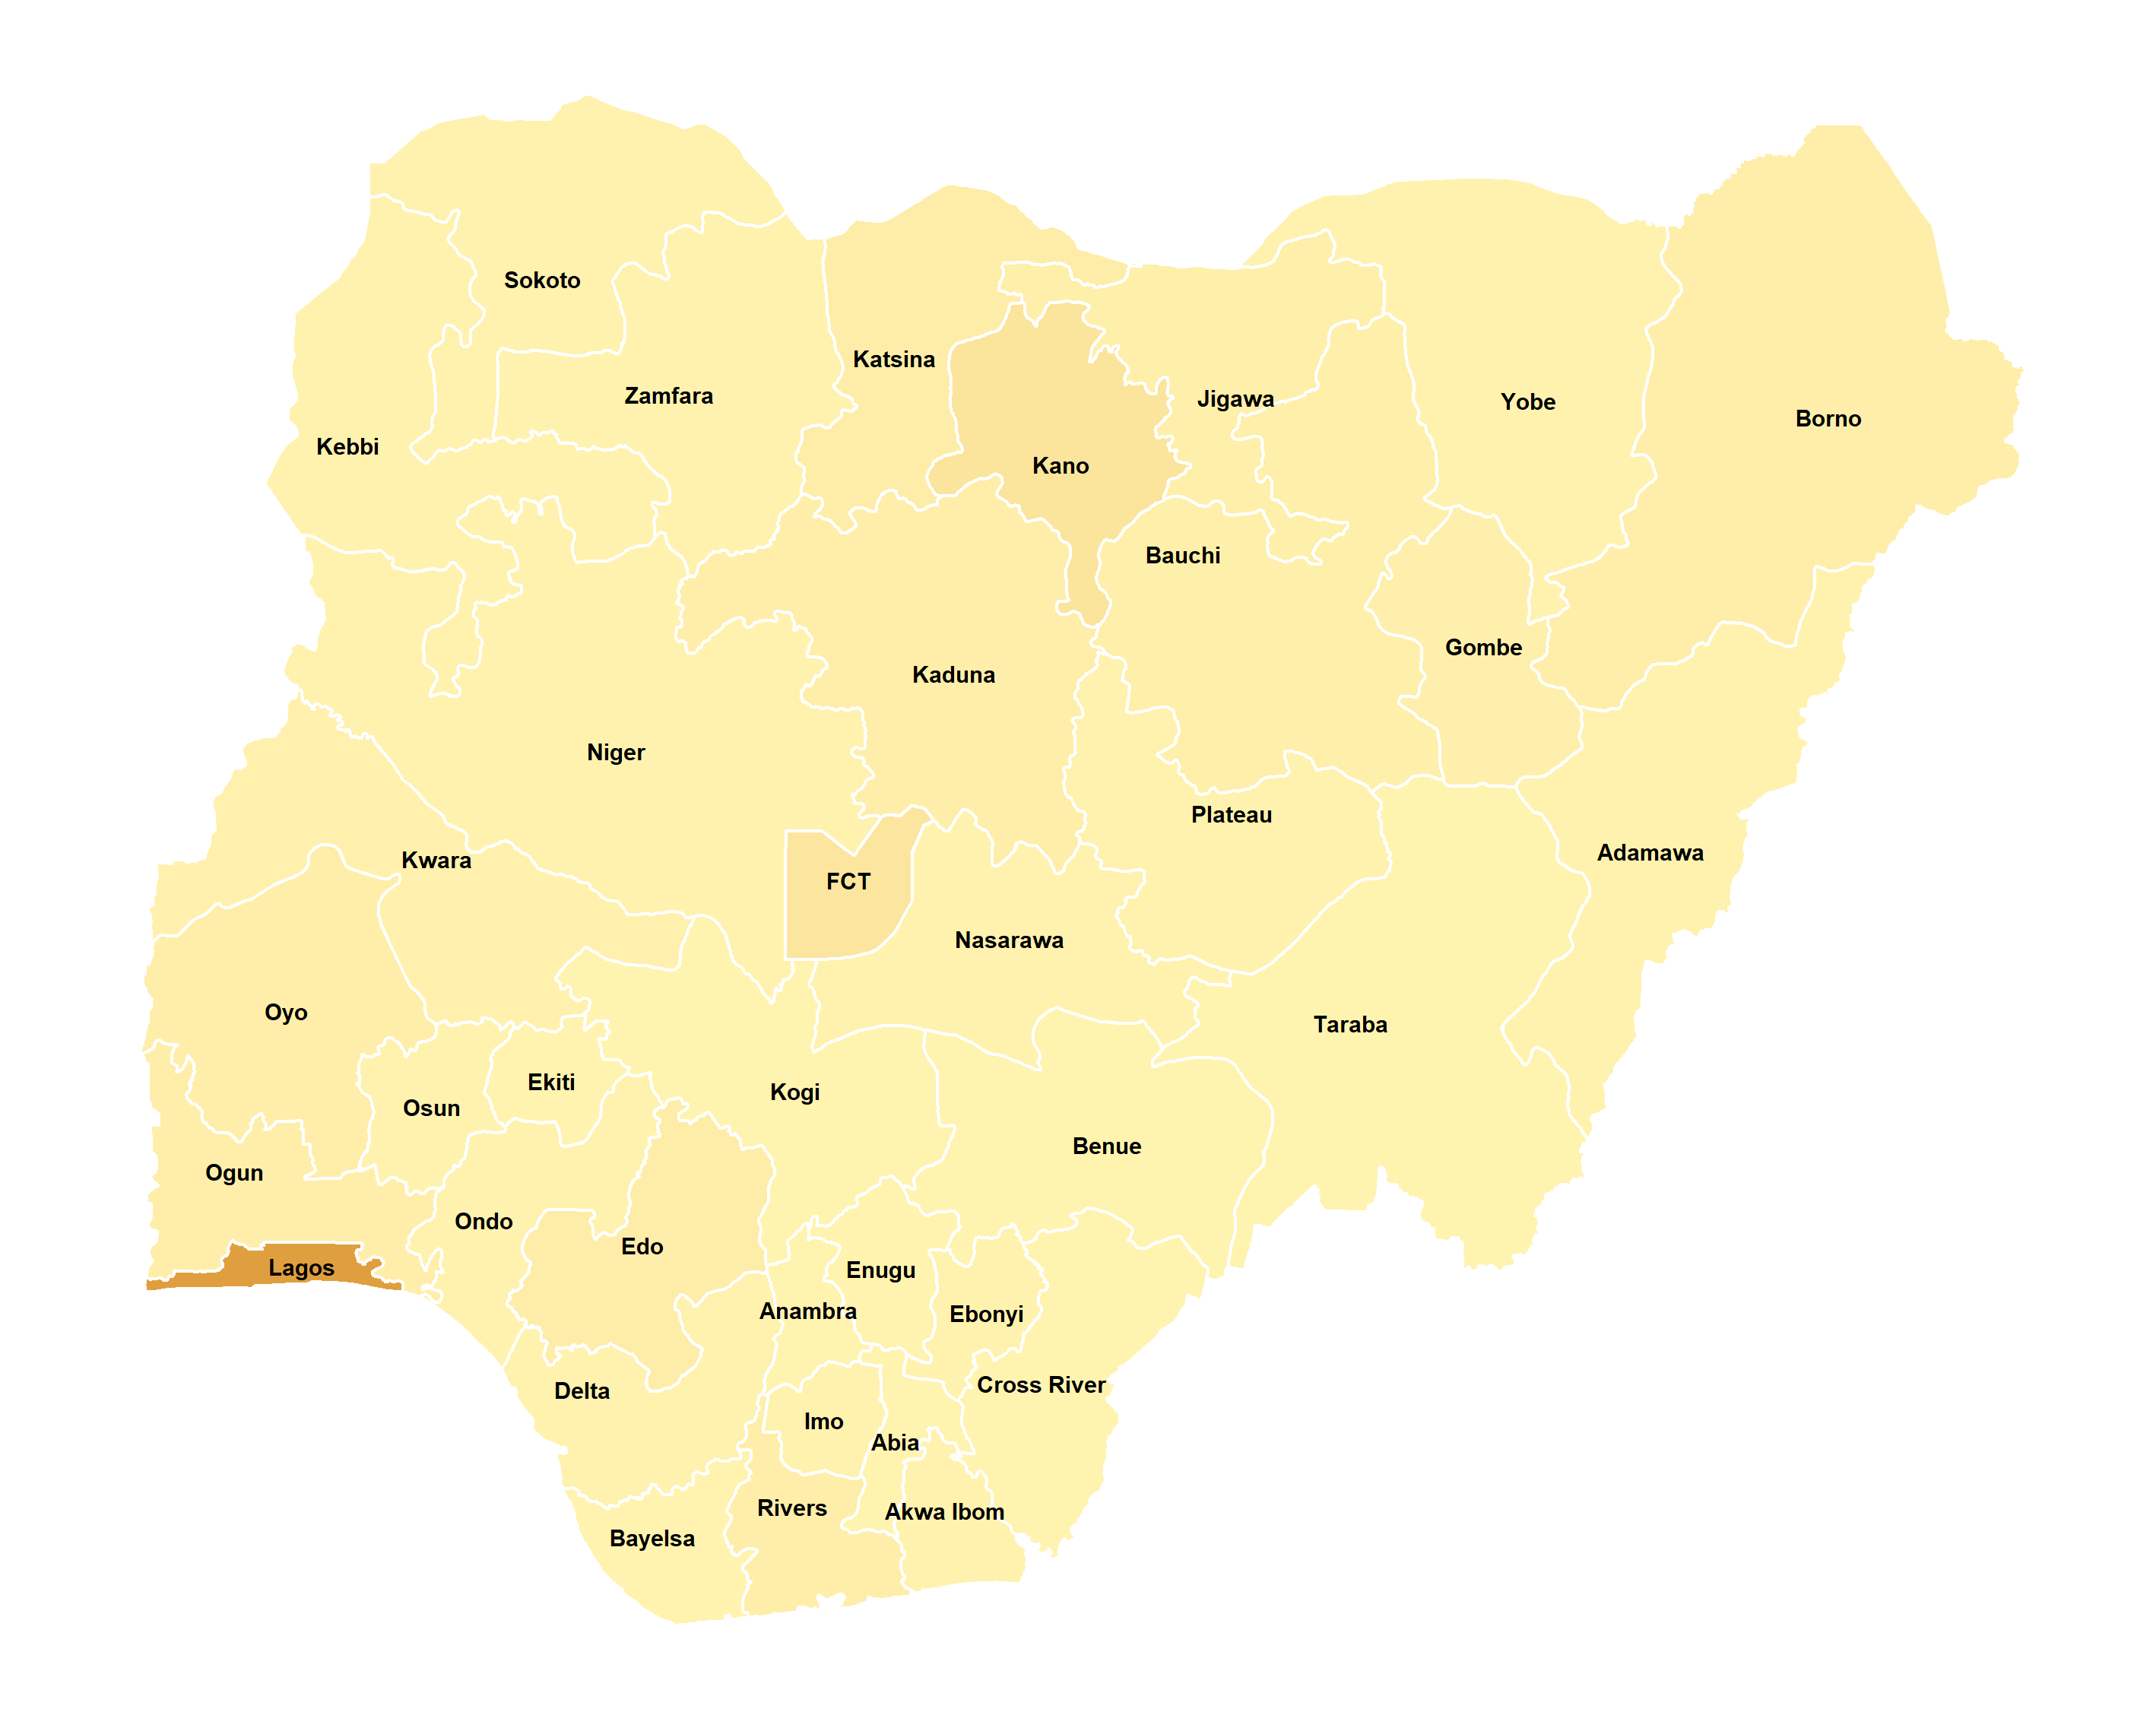 Sokoto
Katsina
Zamfara
Jigawa
Yobe
Borno
Kebbi
Kano
Bauchi
Gombe
Kaduna
Niger
Plateau
Adamawa
Kwara
FCT
Nasarawa
Oyo
Taraba
Ekiti
Kogi
Osun
Benue
Ogun
Ondo
Edo
Lagos
Enugu
Anambra
Ebonyi
Cross River
Delta
Imo
Abia
Rivers
Akwa Ibom
Bayelsa